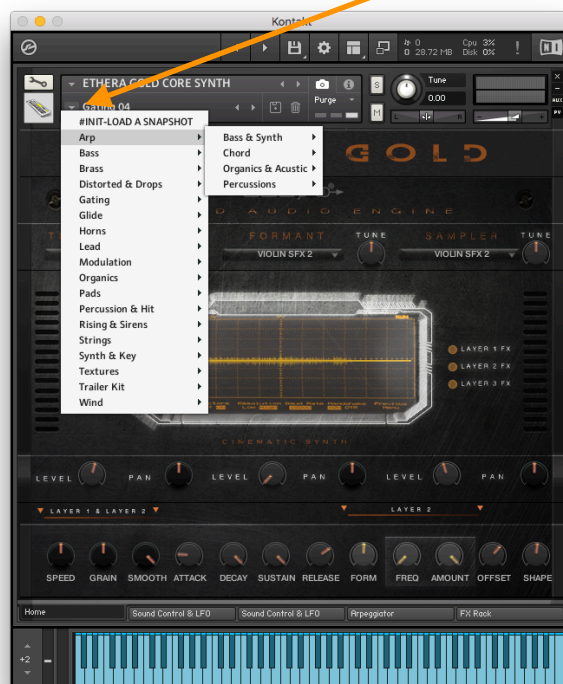 Kontakt
0 Cpu 3%
0 28.72 MB Disk 0%
!
ETHERA GOLD CORE SYNTH
S Tune
Gating 04 Purge 0.00
M L R
AUX
PV
#INIT-LOAD A SNAPSHOT
Arp
Bass
Brass
Distorted & Drops
Gating
Glide
Horns
Lead
Modulation
Organics
Pads
Percussion & Hit
Rising & Sirens
Strings
Synth & Key
Textures
Trailer Kit
Wind
Bass & Synth
Chord
Organics & Acustic
Percussions
GOLD
AUDIO ENGINE
FORMANT TUNE SAMPLER TUNE
VIOLIN SFX 2 VIOLIN SFX 2
LAYER 1 FX
LAYER 2 FX
LAYER 3 FX
CINEMATIC SYNTH
LEVEL PAN LEVEL PAN LEVEL PAN
LAYER 1 & LAYER 2 LAYER 2
SPEED GRAIN SMOOTH ATTACK DECAY SUSTAIN RELEASE FORM FREQ AMOUNT OFFSET SHAPE
Home Sound Control & LFO Sound Control & LFO Arpeggiator FX Rack
+2